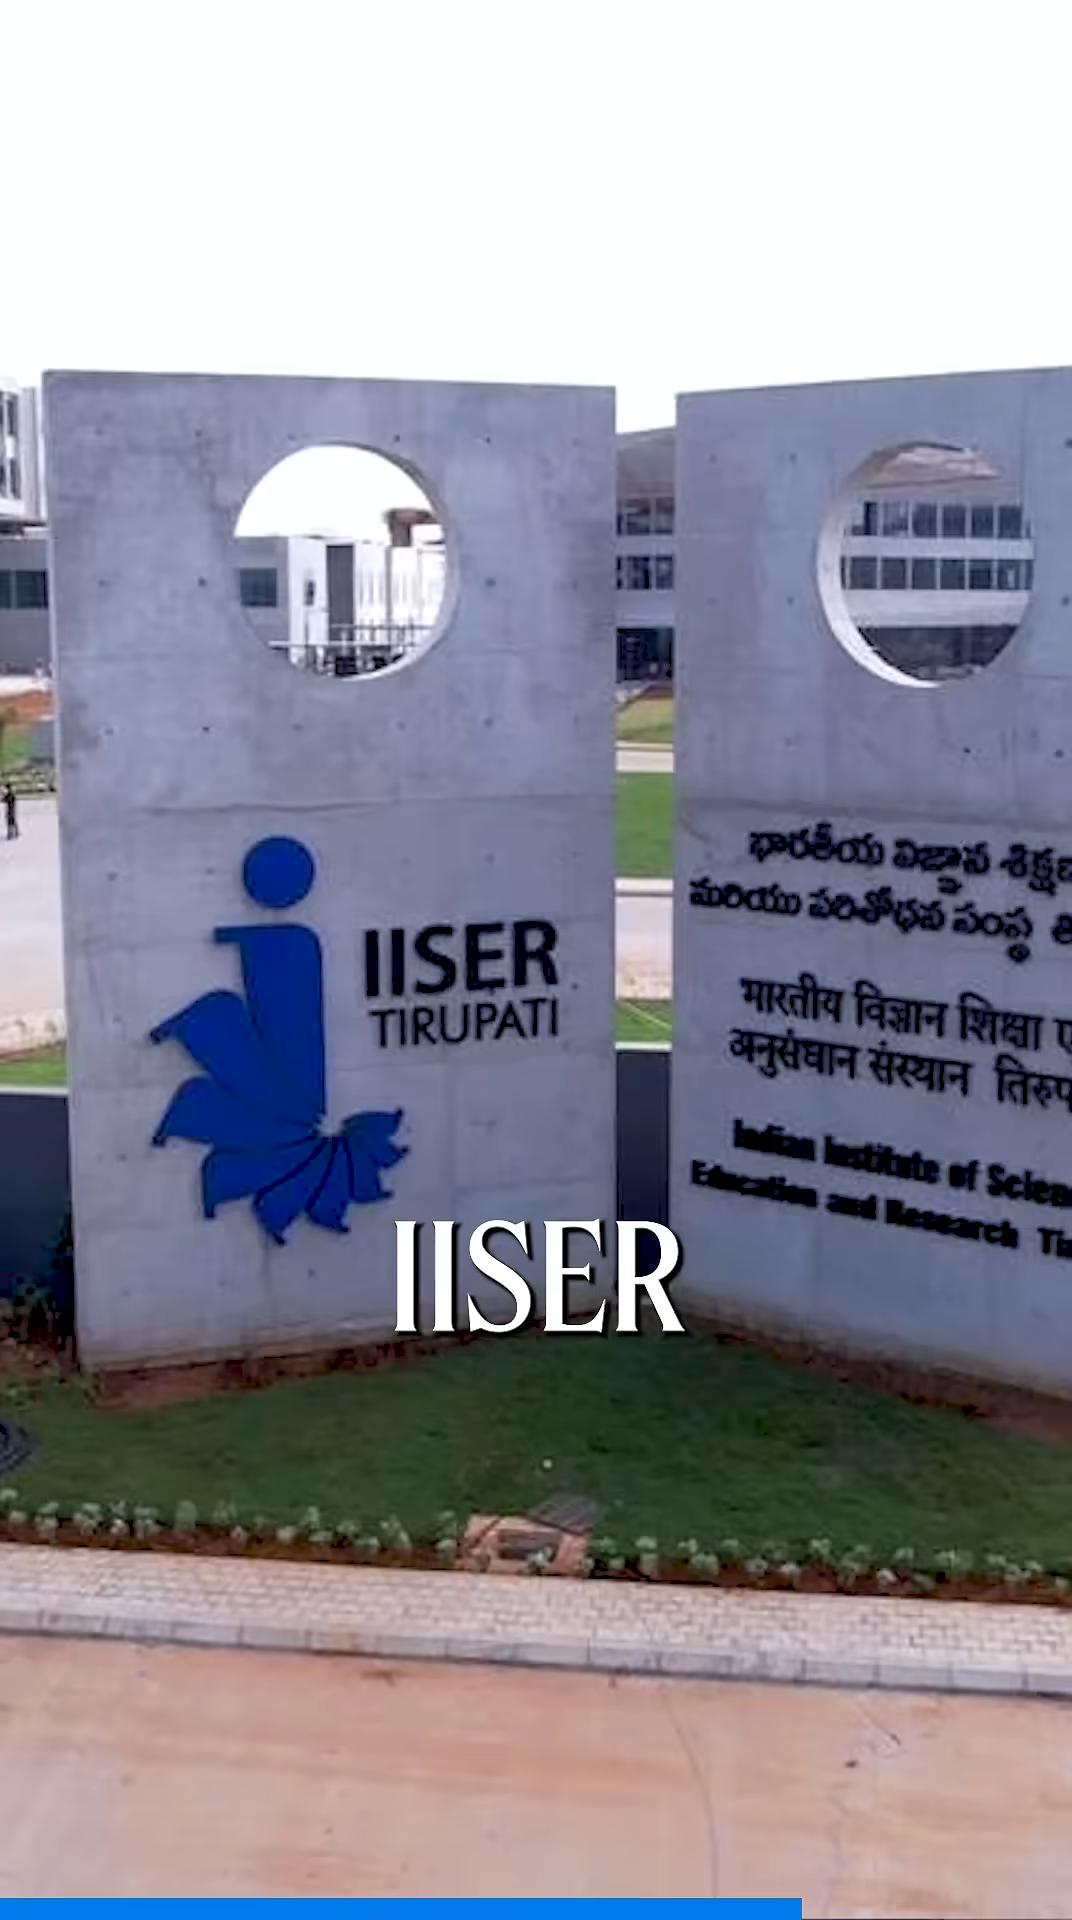 IISER
TIRUPATI
భారతీయ విజ్ఞాన
మరియు పరిశోధన సంస్థ
भारतीय विज्ञान शिक्षा
अनुसंधान संस्थान
Indian Institute of
Education and Research
IISER